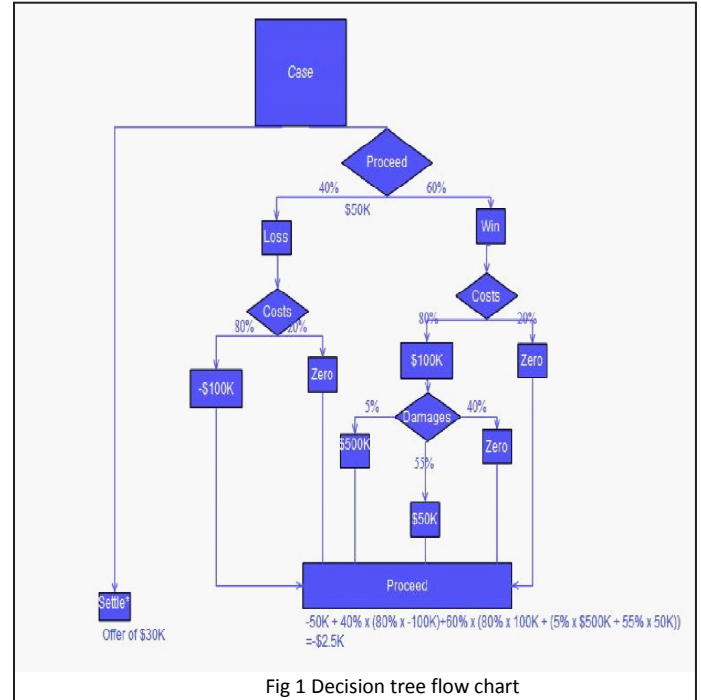 Case
Proceed
40%
60%
$50K
Loss
Win
Costs
Costs
80%
20%
80%
20%
-$100K
Zero
$100K
Zero
5%
Damages
40%
$500K
Zero
55%
$50K
Proceed
Settle*
Offer of $30K
-50K + 40% x (80% x -100K)+60% x (80% x 100K + (5% x $500K + 55% x 50K))
=-$2.5K
Fig 1 Decision tree flow chart